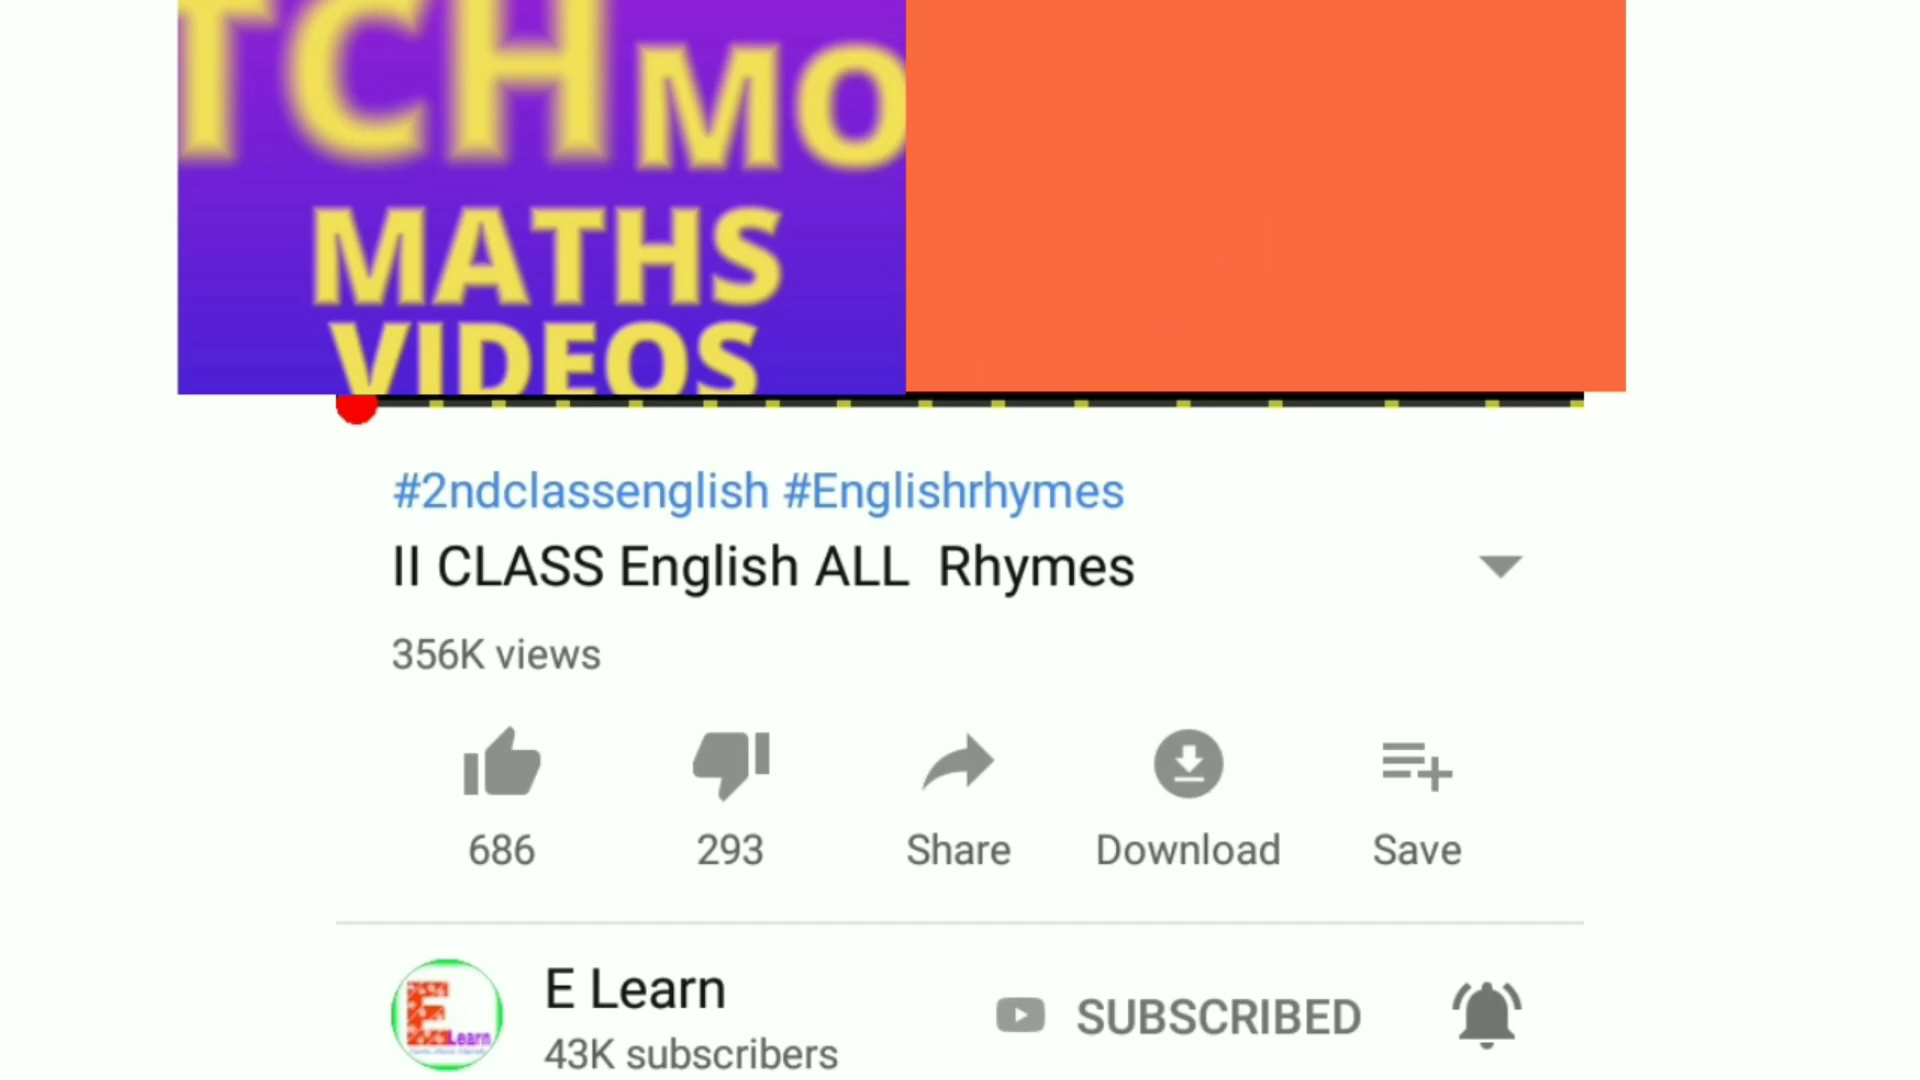 TCH MO
MATHS
VIDEOS
#2ndclassenglish #Englishrhymes
II CLASS English ALL  Rhymes
356K views
686
293
Share
Download
Save
E Learn
E Learn
43K subscribers
SUBSCRIBED